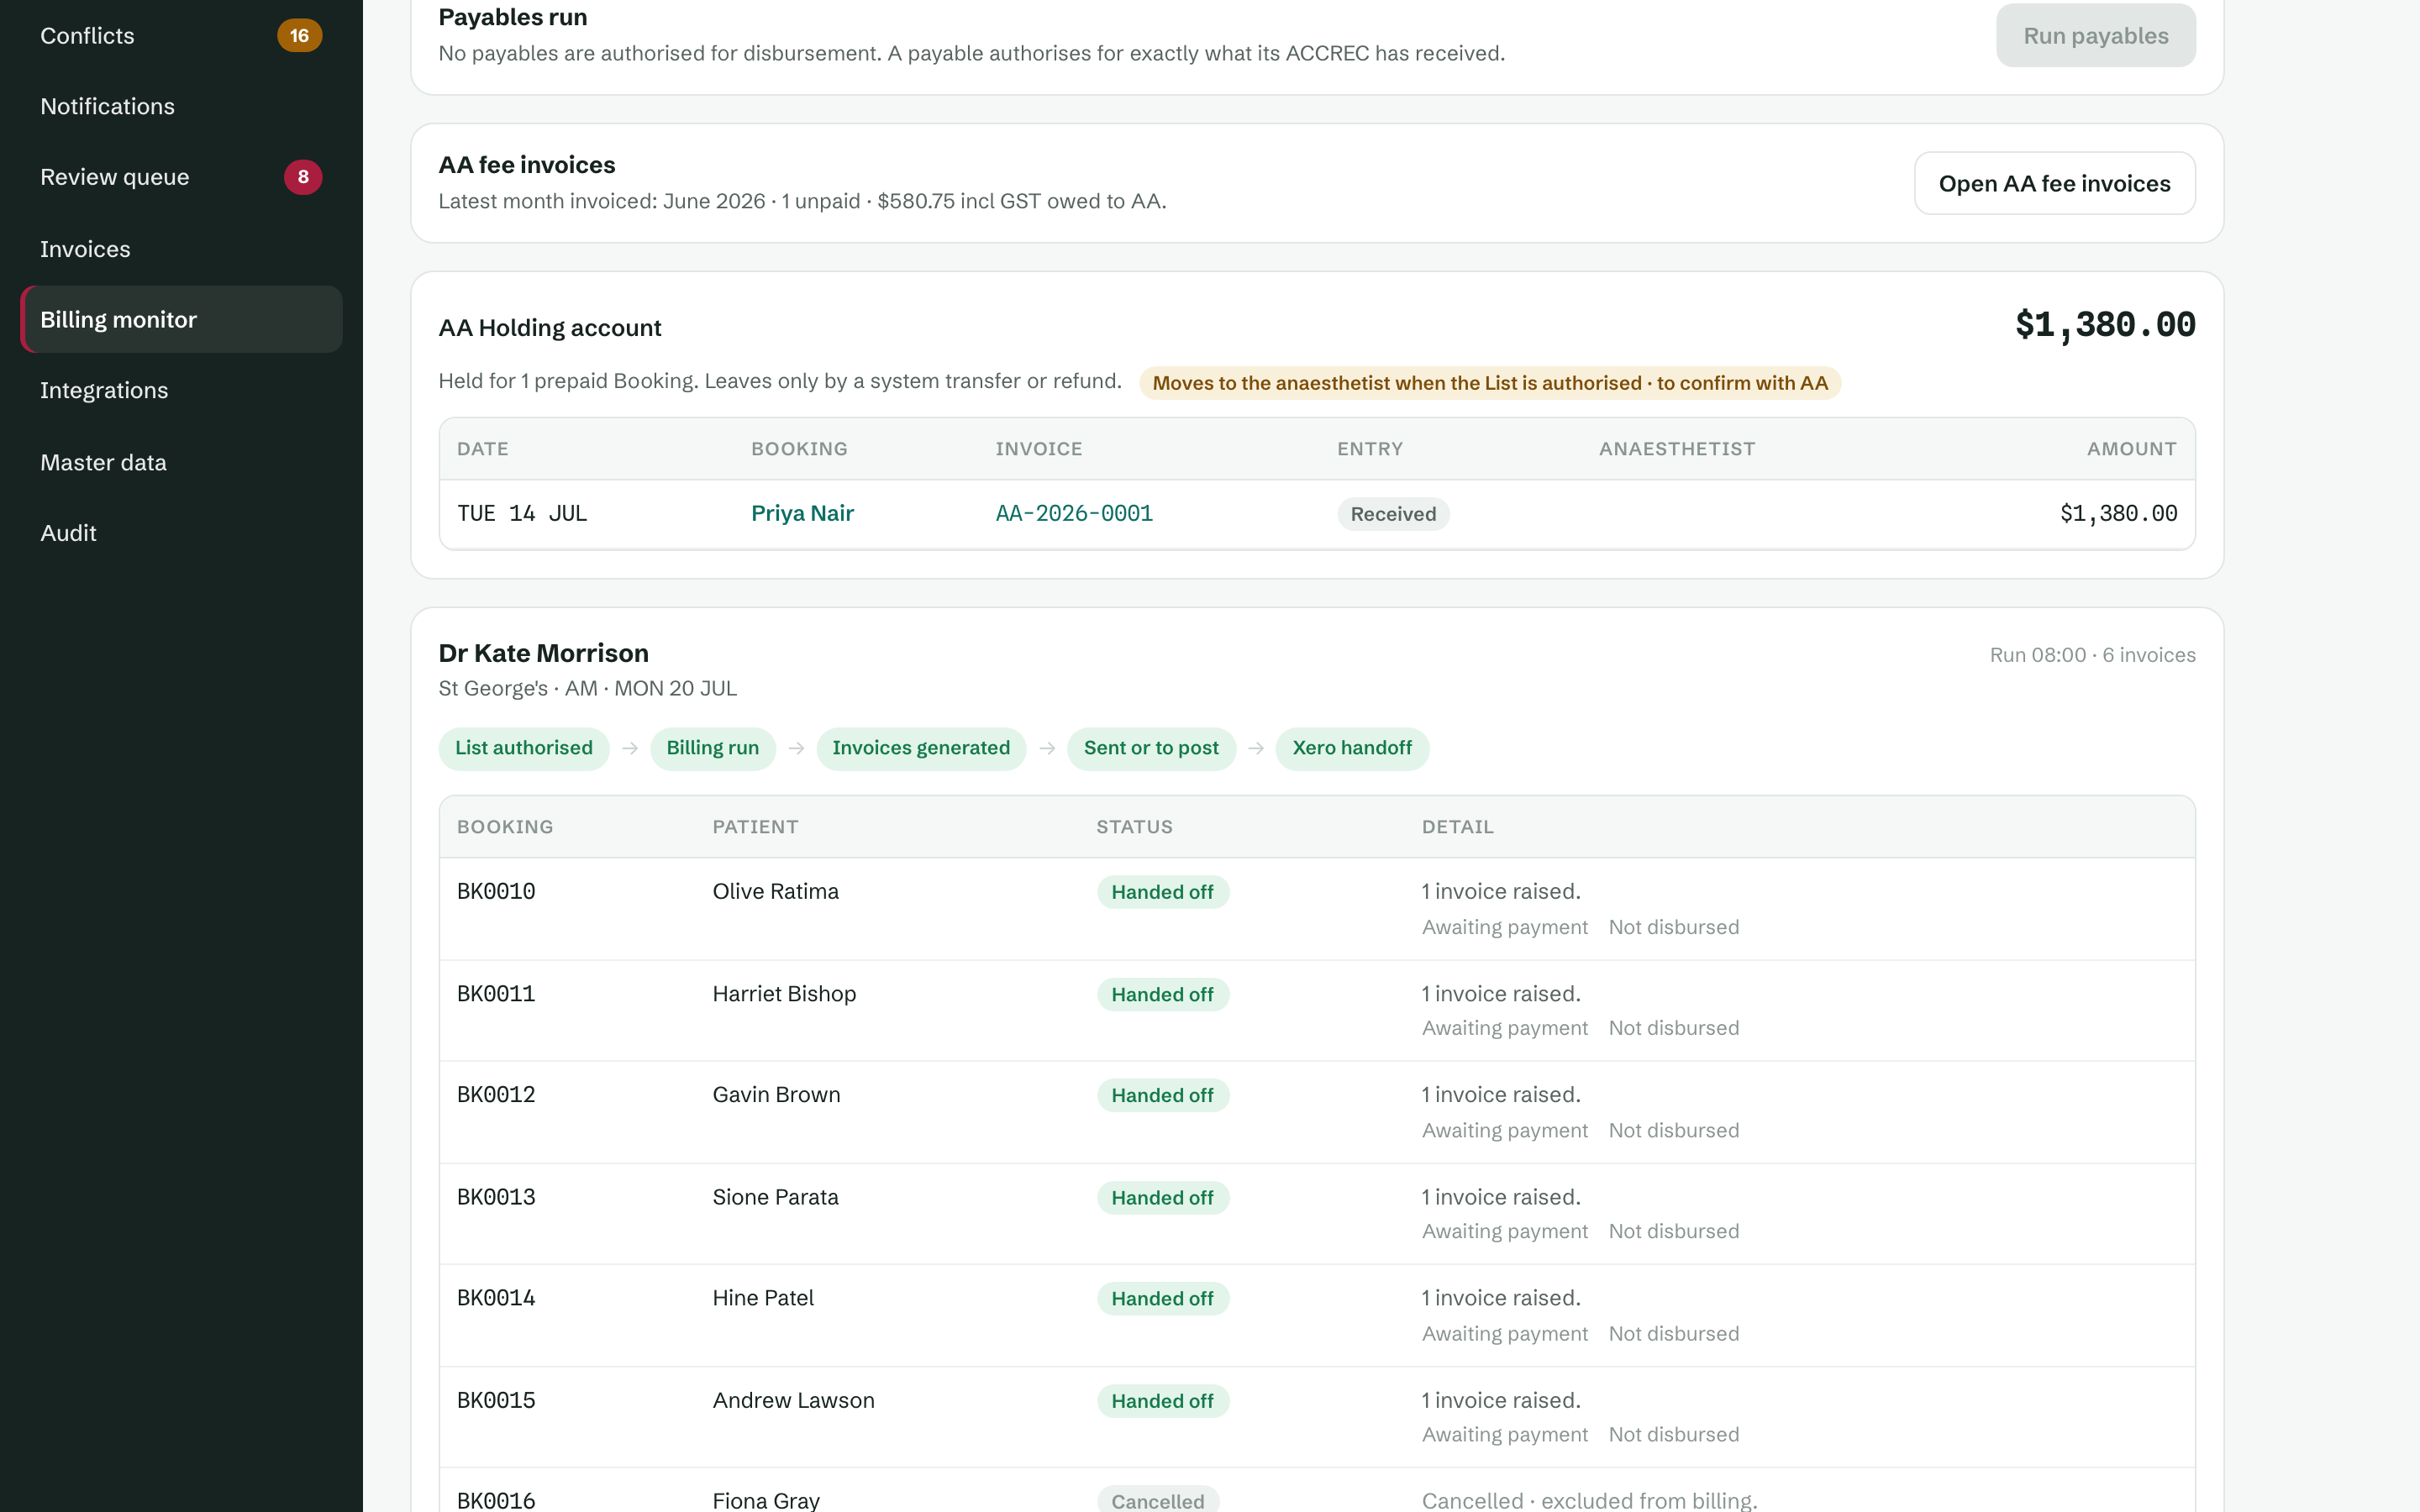 Conflicts 16
Notifications
Review queue 8
Invoices
Billing monitor
Integrations
Master data
Audit
Payables run
No payables are authorised for disbursement. A payable authorises for exactly what its ACCREC has received.
Run payables
AA fee invoices
Latest month invoiced: June 2026 · 1 unpaid · $580.75 incl GST owed to AA.
Open AA fee invoices
AA Holding account
$1,380.00
Held for 1 prepaid Booking. Leaves only by a system transfer or refund. Moves to the anaesthetist when the List is authorised · to confirm with AA
DATE BOOKING INVOICE ENTRY ANAESTHETIST AMOUNT
TUE 14 JUL Priya Nair AA-2026-0001 Received $1,380.00
Dr Kate Morrison
Run 08:00 · 6 invoices
St George's · AM · MON 20 JUL
List authorised → Billing run → Invoices generated → Sent or to post → Xero handoff
BOOKING PATIENT STATUS DETAIL
BK0010 Olive Ratima Handed off 1 invoice raised.
Awaiting payment Not disbursed
BK0011 Harriet Bishop Handed off 1 invoice raised.
Awaiting payment Not disbursed
BK0012 Gavin Brown Handed off 1 invoice raised.
Awaiting payment Not disbursed
BK0013 Sione Parata Handed off 1 invoice raised.
Awaiting payment Not disbursed
BK0014 Hine Patel Handed off 1 invoice raised.
Awaiting payment Not disbursed
BK0015 Andrew Lawson Handed off 1 invoice raised.
Awaiting payment Not disbursed
BK0016 Fiona Gray Cancelled Cancelled · excluded from billing.